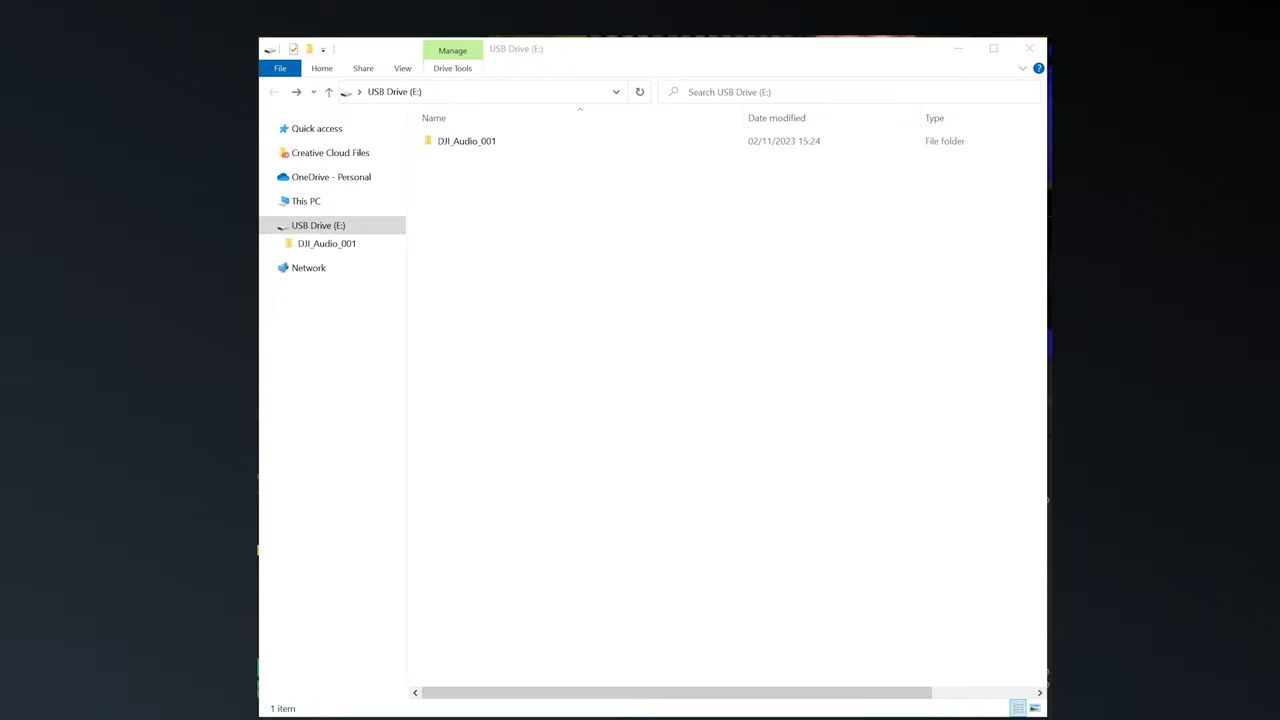 Manage
USB Drive (E:)
File
Home
Share
View
Drive Tools
USB Drive (E:)
Search USB Drive (E:)
Name
Date modified
Type
DJI_Audio_001
02/11/2023 15:24
File folder
Quick access
Creative Cloud Files
OneDrive - Personal
This PC
USB Drive (E:)
DJI_Audio_001
Network
1 item